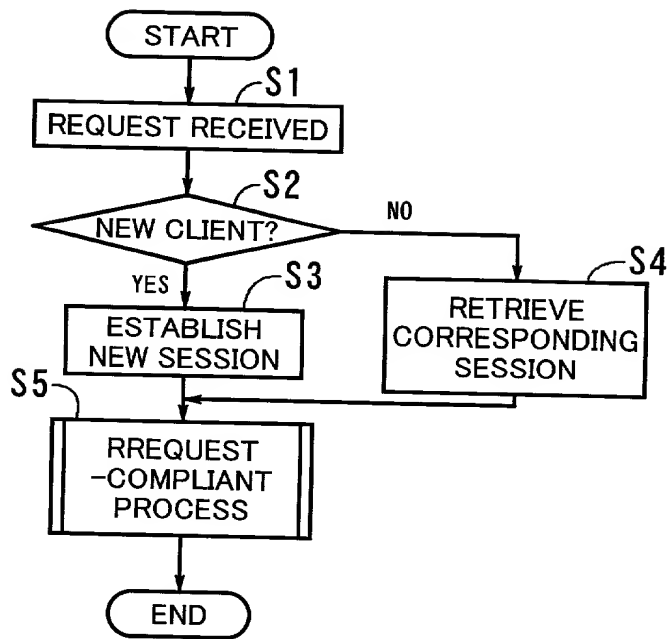 START
S1
REQUEST RECEIVED
S2
NEW CLIENT?
NO
YES
S3
S4
ESTABLISH
NEW SESSION
RETRIEVE
CORRESPONDING
SESSION
S5
RREQUEST
-COMPLIANT
PROCESS
END